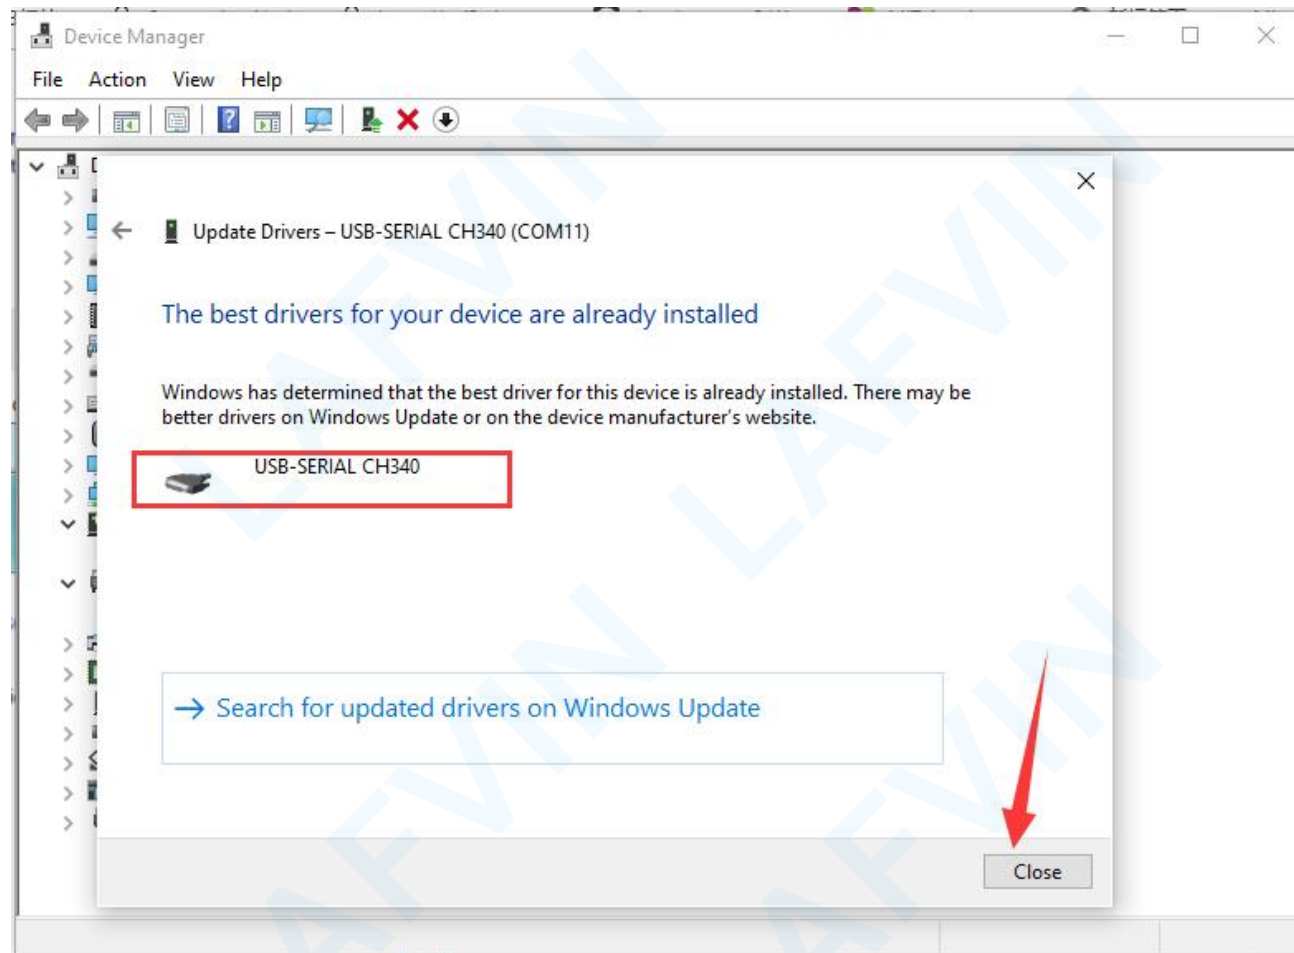 Device Manager
File Action View Help
D
Update Drivers – USB-SERIAL CH340 (COM11)
The best drivers for your device are already installed
Windows has determined that the best driver for this device is already installed. There may be
better drivers on Windows Update or on the device manufacturer's website.
USB-SERIAL CH340
Search for updated drivers on Windows Update
Close
LAFVIN
LAFVIN
LAFVIN
LAFVIN